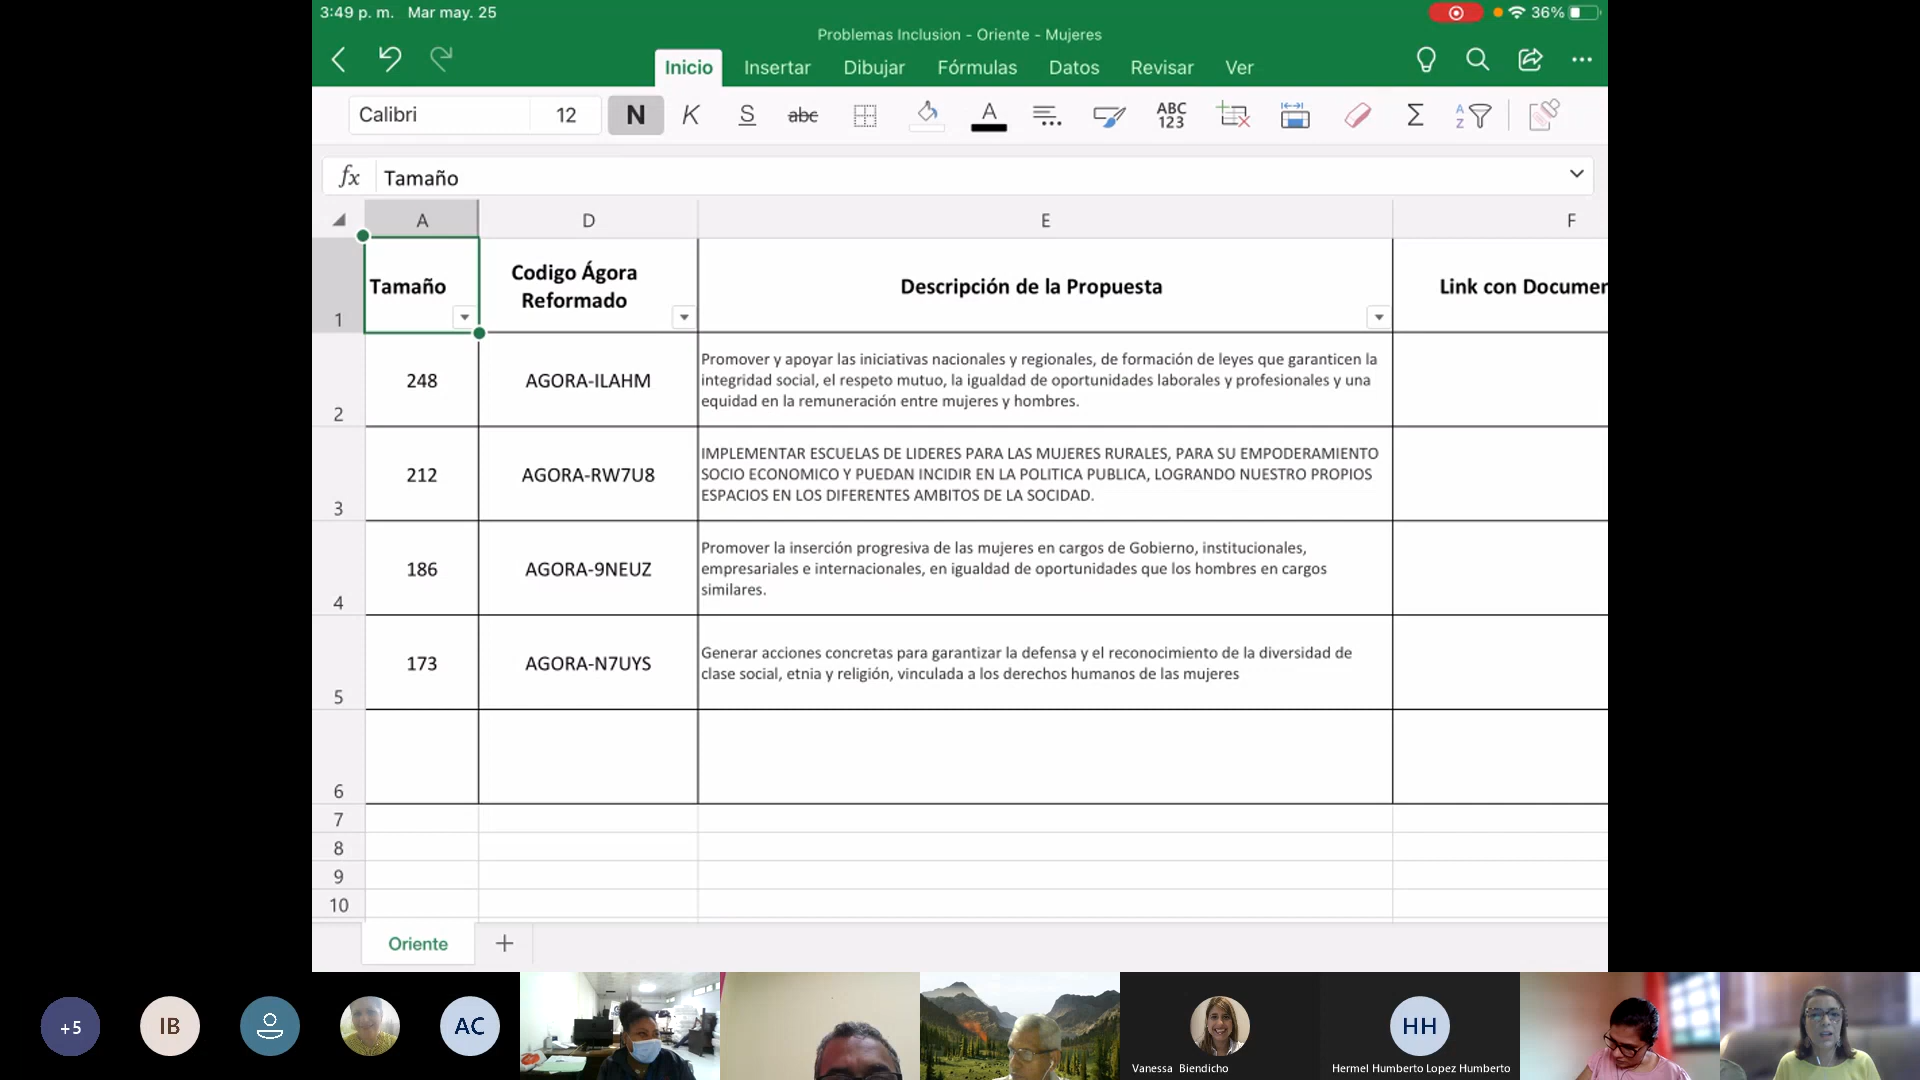 3:49 p. m. Mar may. 25
36%
Problemas Inclusion - Oriente - Mujeres
Inicio Insertar Dibujar Fórmulas Datos Revisar Ver
Calibri 12 N K S abc A ABC 123 Σ A Z
fx Tamaño
A D E F
1 Tamaño Codigo Ágora Reformado Descripción de la Propuesta Link con Documen
2 248 AGORA-ILAHM
Promover y apoyar las iniciativas nacionales y regionales, de formación de leyes que garanticen la
integridad social, el respeto mutuo, la igualdad de oportunidades laborales y profesionales y una
equidad en la remuneración entre mujeres y hombres.
3 212 AGORA-RW7U8
IMPLEMENTAR ESCUELAS DE LIDERES PARA LAS MUJERES RURALES, PARA SU EMPODERAMIENTO
SOCIO ECONOMICO Y PUEDAN INCIDIR EN LA POLITICA PUBLICA, LOGRANDO NUESTRO PROPIOS
ESPACIOS EN LOS DIFERENTES AMBITOS DE LA SOCIDAD.
4 186 AGORA-9NEUZ
Promover la inserción progresiva de las mujeres en cargos de Gobierno, institucionales,
empresariales e internacionales, en igualdad de oportunidades que los hombres en cargos
similares.
5 173 AGORA-N7UYS
Generar acciones concretas para garantizar la defensa y el reconocimiento de la diversidad de
clase social, etnia y religión, vinculada a los derechos humanos de las mujeres
6
7
8
9
10
Oriente
+5 IB AC HH
Vanessa Biendicho Hermel Humberto Lopez Humberto